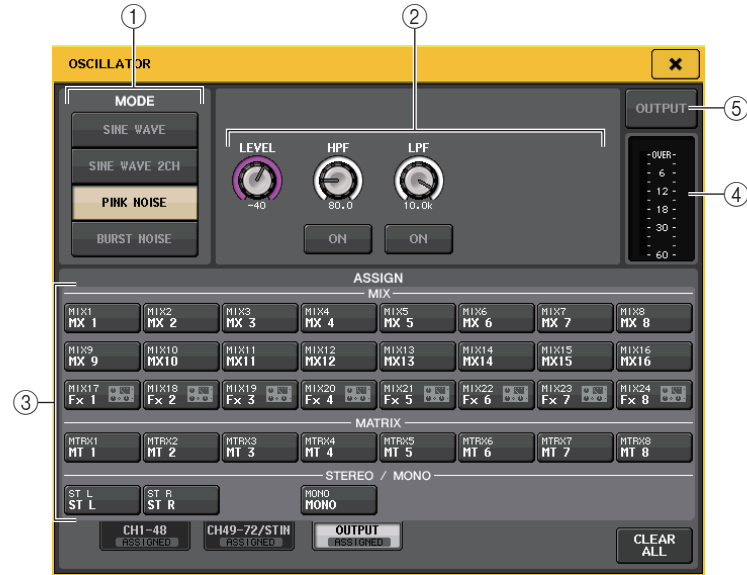 ① ②
OSCILLATOR
MODE
SINE WAVE
SINE WAVE 2CH
PINK NOISE
BURST NOISE
LEVEL HPF LPF
-40 80.0 10.0k
ON ON
OUTPUT ⑤
-OVER-
- 6 -
- 12 -
- 18 -
- 30 -
- 60 -
④
ASSIGN
③
MIX
MIX1 MIX2 MIX3 MIX4 MIX5 MIX6 MIX7 MIX8
MX 1 MX 2 MX 3 MX 4 MX 5 MX 6 MX 7 MX 8
MIX9 MIX10 MIX11 MIX12 MIX13 MIX14 MIX15 MIX16
MX 9 MX10 MX11 MX12 MX13 MX14 MX15 MX16
MIX17 MIX18 MIX19 MIX20 MIX21 MIX22 MIX23 MIX24
Fx 1 Fx 2 Fx 3 Fx 4 Fx 5 Fx 6 Fx 7 Fx 8
MATRIX
MTRX1 MTRX2 MTRX3 MTRX4 MTRX5 MTRX6 MTRX7 MTRX8
MT 1 MT 2 MT 3 MT 4 MT 5 MT 6 MT 7 MT 8
STEREO / MONO
ST L ST R MONO
ST L ST R MONO
CH1-48 CH49-72/STIN OUTPUT
ASSIGNED ASSIGNED ASSIGNED
CLEAR
ALL